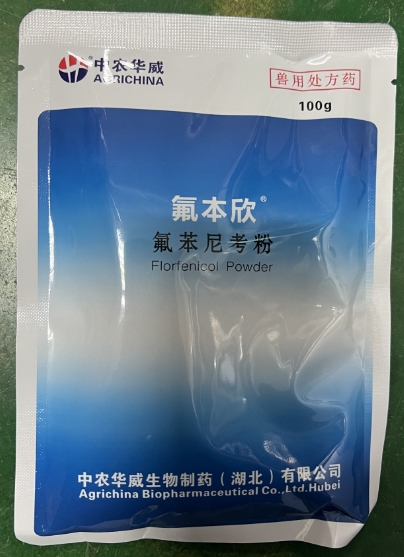 中农华威
AGRICHINA
兽用处方药
100g
氟本欣®
氟苯尼考粉
Florfenicol Powder
中农华威生物制药（湖北）有限公司
Agrichina Biopharmaceutical Co.,Ltd.Hubei